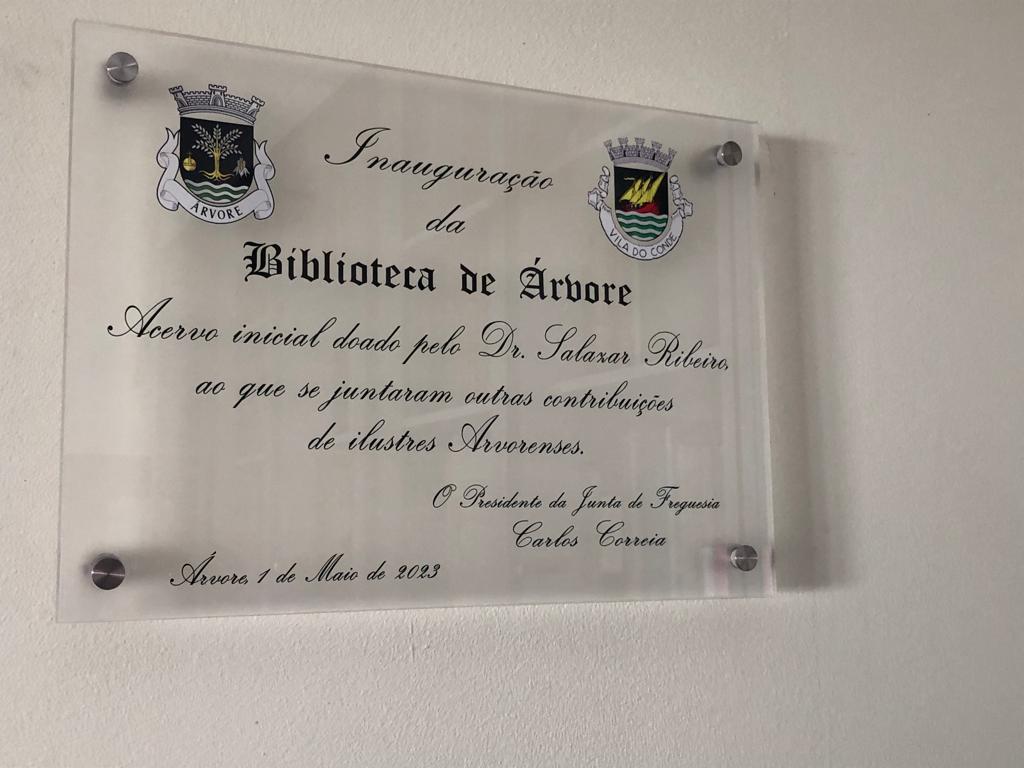 ÁRVORE
VILA DO CONDE
Inauguração
da
Biblioteca de Árvore
Acervo inicial doado pelo Dr. Salazar Ribeiro,
ao que se juntaram outras contribuições
de ilustres Arvorenses.
O Presidente da Junta de Freguesia
Carlos Correia
Árvore, 1 de Maio de 2023